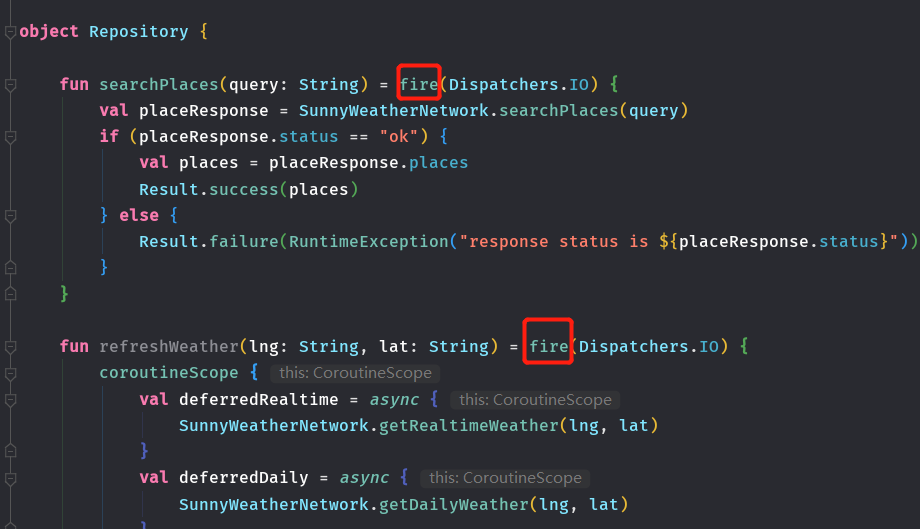 object Repository {
fun searchPlaces(query: String) = fire(Dispatchers.IO) {
val placeResponse = SunnyWeatherNetwork.searchPlaces(query)
if (placeResponse.status == "ok") {
val places = placeResponse.places
Result.success(places)
} else {
Result.failure(RuntimeException("response status is ${placeResponse.status}"))
}
}
fun refreshWeather(lng: String, lat: String) = fire(Dispatchers.IO) {
coroutineScope { this: CoroutineScope
val deferredRealtime = async { this: CoroutineScope
SunnyWeatherNetwork.getRealtimeWeather(lng, lat)
}
val deferredDaily = async { this: CoroutineScope
SunnyWeatherNetwork.getDailyWeather(lng, lat)
}